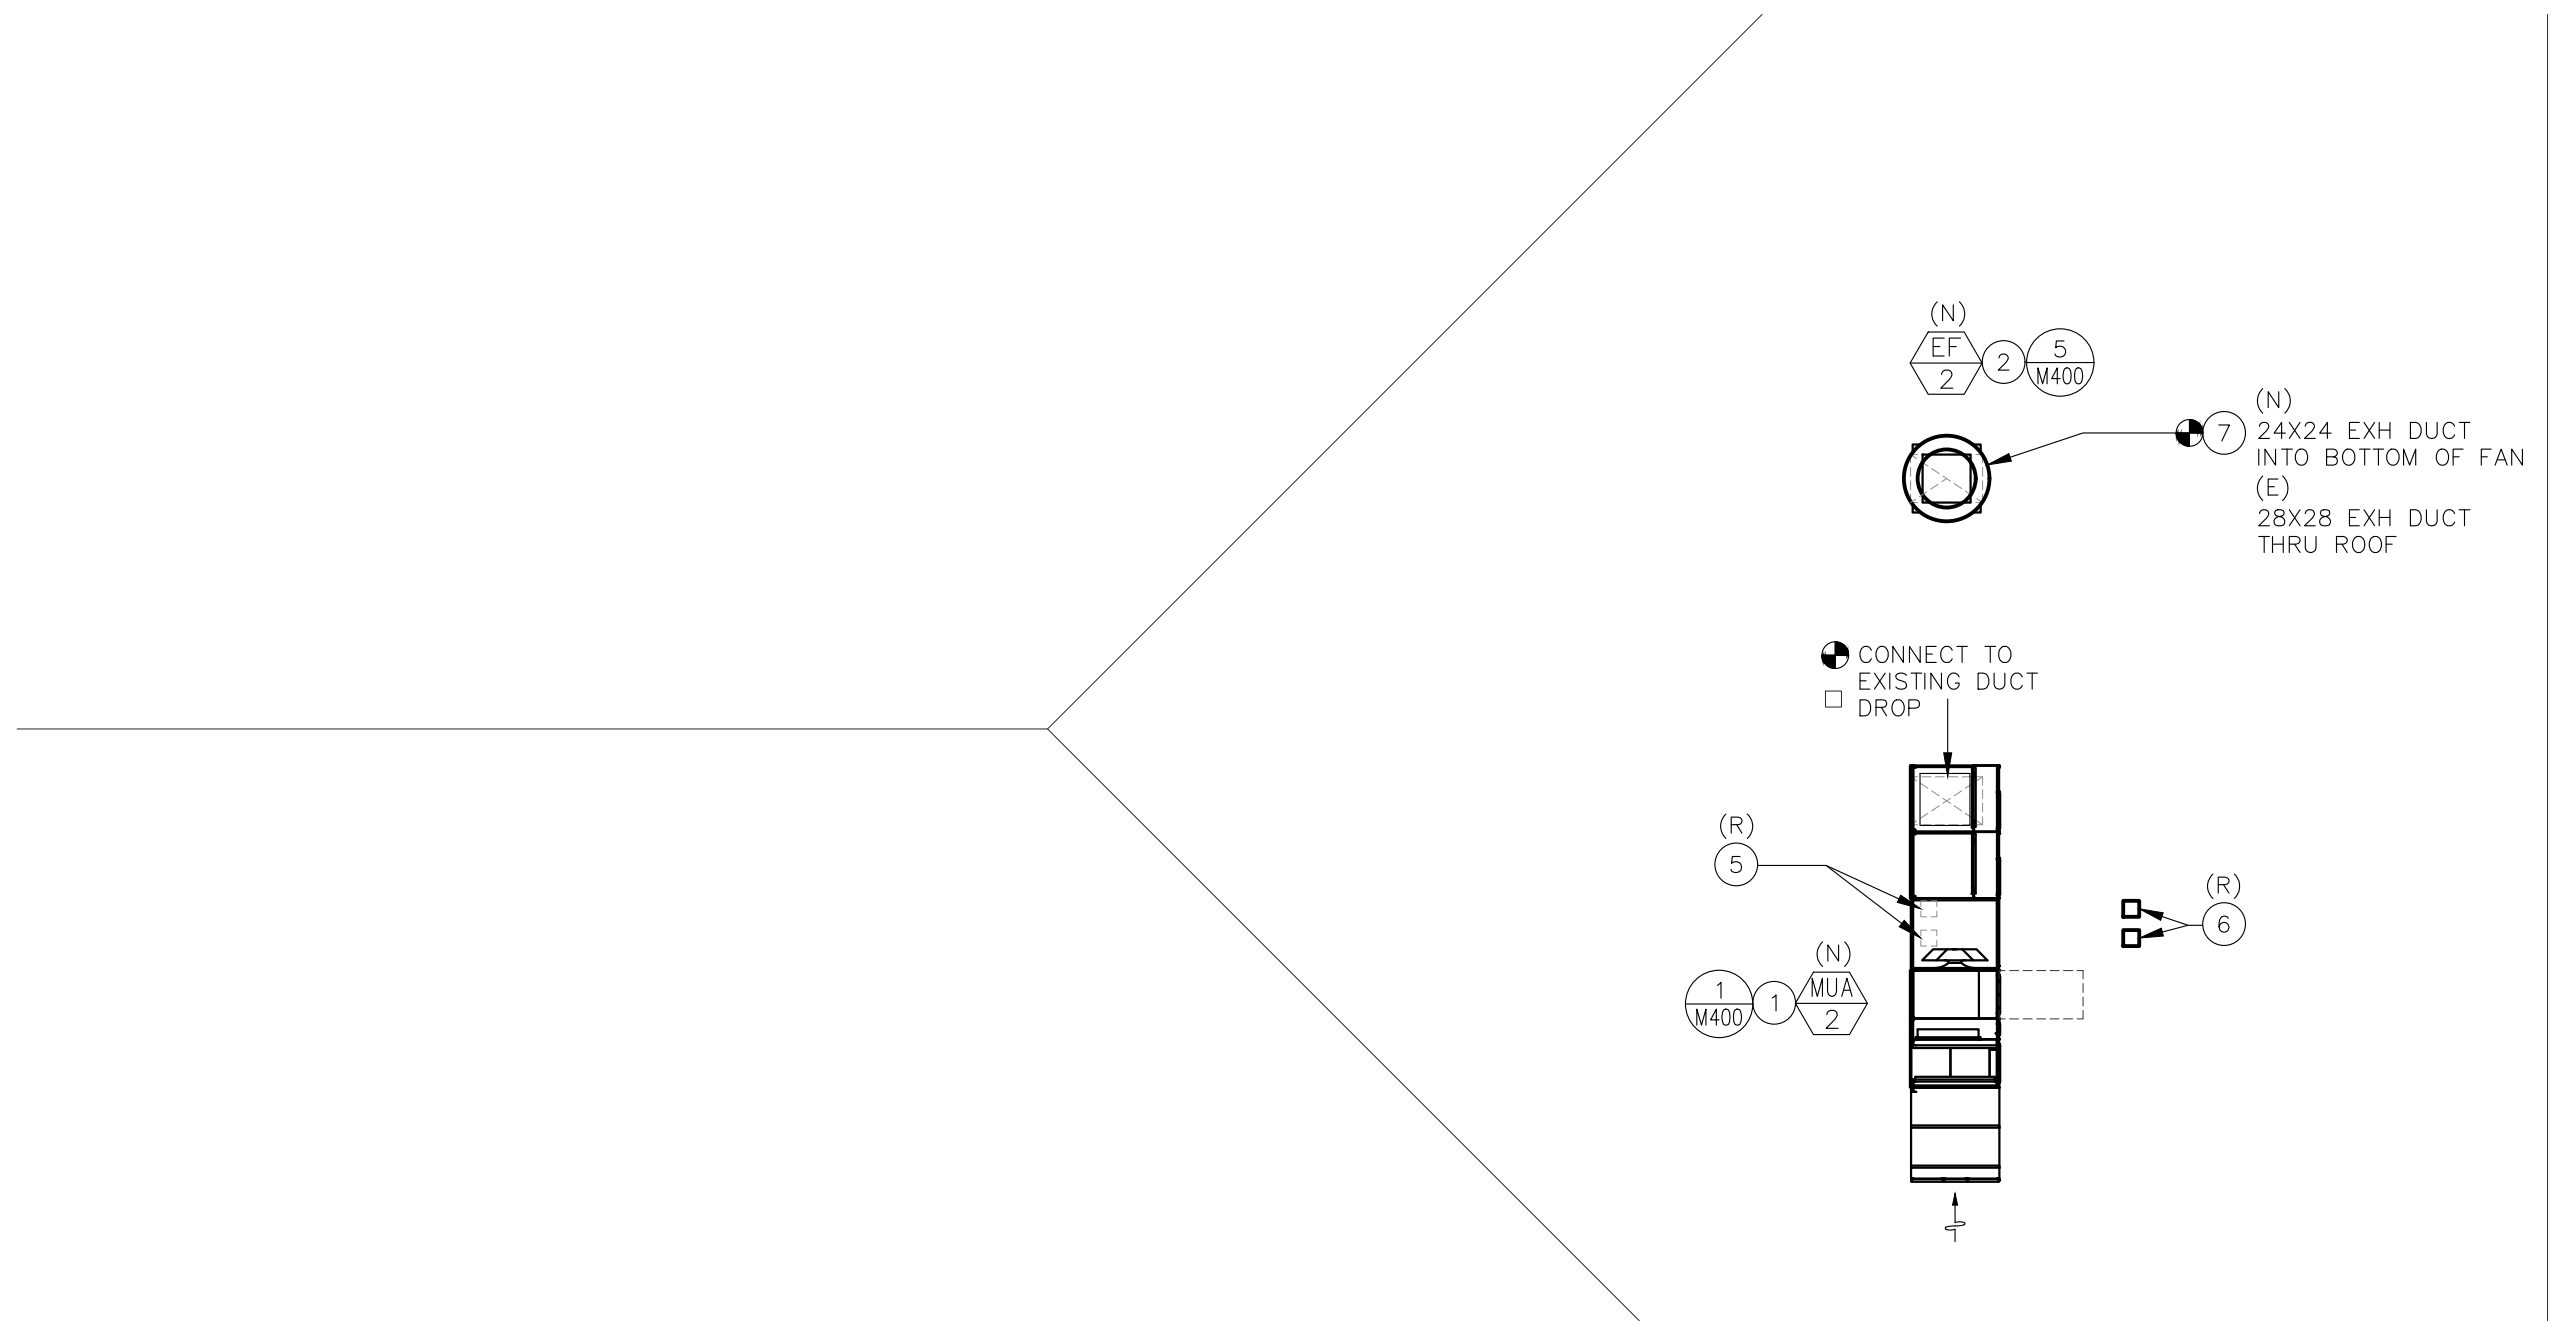 (N)
EF
2
2
5
M400
7
(N)
24X24 EXH DUCT
INTO BOTTOM OF FAN
(E)
28X28 EXH DUCT
THRU ROOF
CONNECT TO
EXISTING DUCT
DROP
(R)
5
(R)
6
(N)
1
M400
1
MUA
2